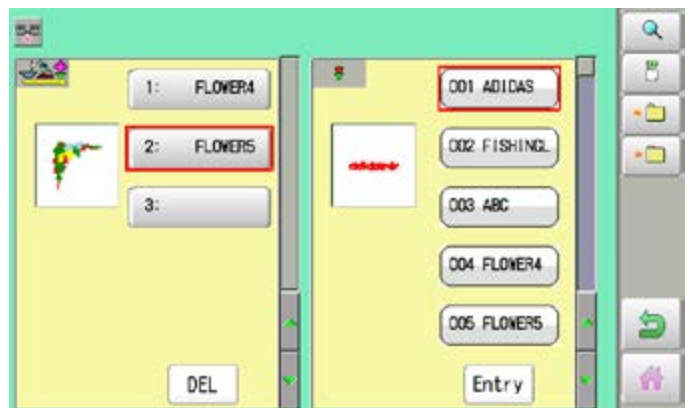 1: FLOWER4
2: FLOWER5
3:
DEL
001 ADIDAS
002 FISHINGL
003 ABC
004 FLOWER4
005 FLOWER5
Entry